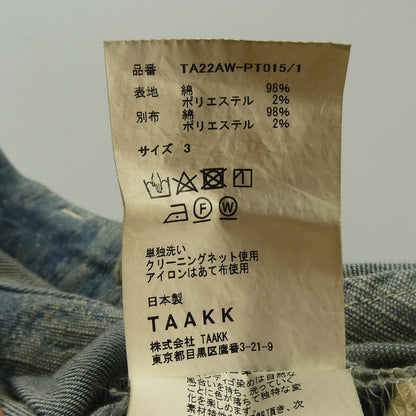 品番 TA22AW-PT015/1
表地 綿 98%
ポリエステル 2%
別布 綿 98%
ポリエステル 2%
サイズ 3
F W
単独洗い
クリーニングネット使用
アイロンはあて布使用
日本製
TAAKK
株式会社 TAAKK
東京都目黒区鷹番3-21-9